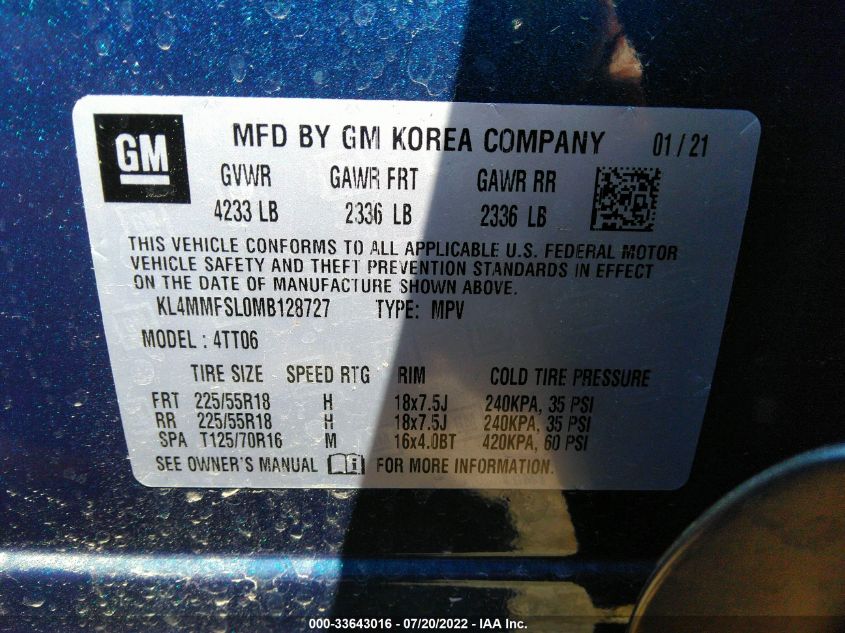 GM
MFD BY GM KOREA COMPANY 01/21
GVWR GAWR FRT GAWR RR
4233 LB 2336 LB 2336 LB
THIS VEHICLE CONFORMS TO ALL APPLICABLE U.S. FEDERAL MOTOR
VEHICLE SAFETY AND THEFT PREVENTION STANDARDS IN EFFECT
ON THE DATE OF MANUFACTURE SHOWN ABOVE.
KL4MMFSL0MB128727 TYPE: MPV
MODEL: 4TT06
TIRE SIZE SPEED RTG RIM COLD TIRE PRESSURE
FRT 225/55R18 H 18x7.5J 240KPA, 35 PSI
RR 225/55R18 H 18x7.5J 240KPA, 35 PSI
SPA T125/70R16 M 16x4.0BT 420KPA, 60 PSI
SEE OWNER'S MANUAL FOR MORE INFORMATION.
000-33643016 - 07/20/2022 - IAA Inc.